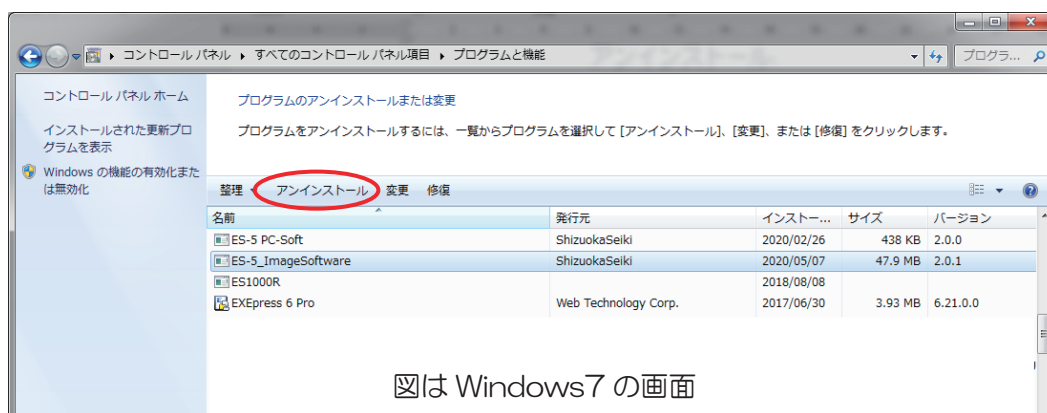 コントロール パネル ▸ すべてのコントロール パネル項目 ▸ プログラムと機能
プログラ...
コントロール パネル ホーム
インストールされた更新プロ
グラムを表示
Windows の機能の有効化また
は無効化
プログラムのアンインストールまたは変更
プログラムをアンインストールするには、一覧からプログラムを選択して [アンインストール]、[変更]、または [修復] をクリックします。
整理 アンインストール 変更 修復
名前 発行元 インストー... サイズ バージョン
ES-5 PC-Soft ShizuokaSeiki 2020/02/26 438 KB 2.0.0
ES-5_ImageSoftware ShizuokaSeiki 2020/05/07 47.9 MB 2.0.1
ES1000R 2018/08/08
EXEpress 6 Pro Web Technology Corp. 2017/06/30 3.93 MB 6.21.0.0
図は Windows7 の画面